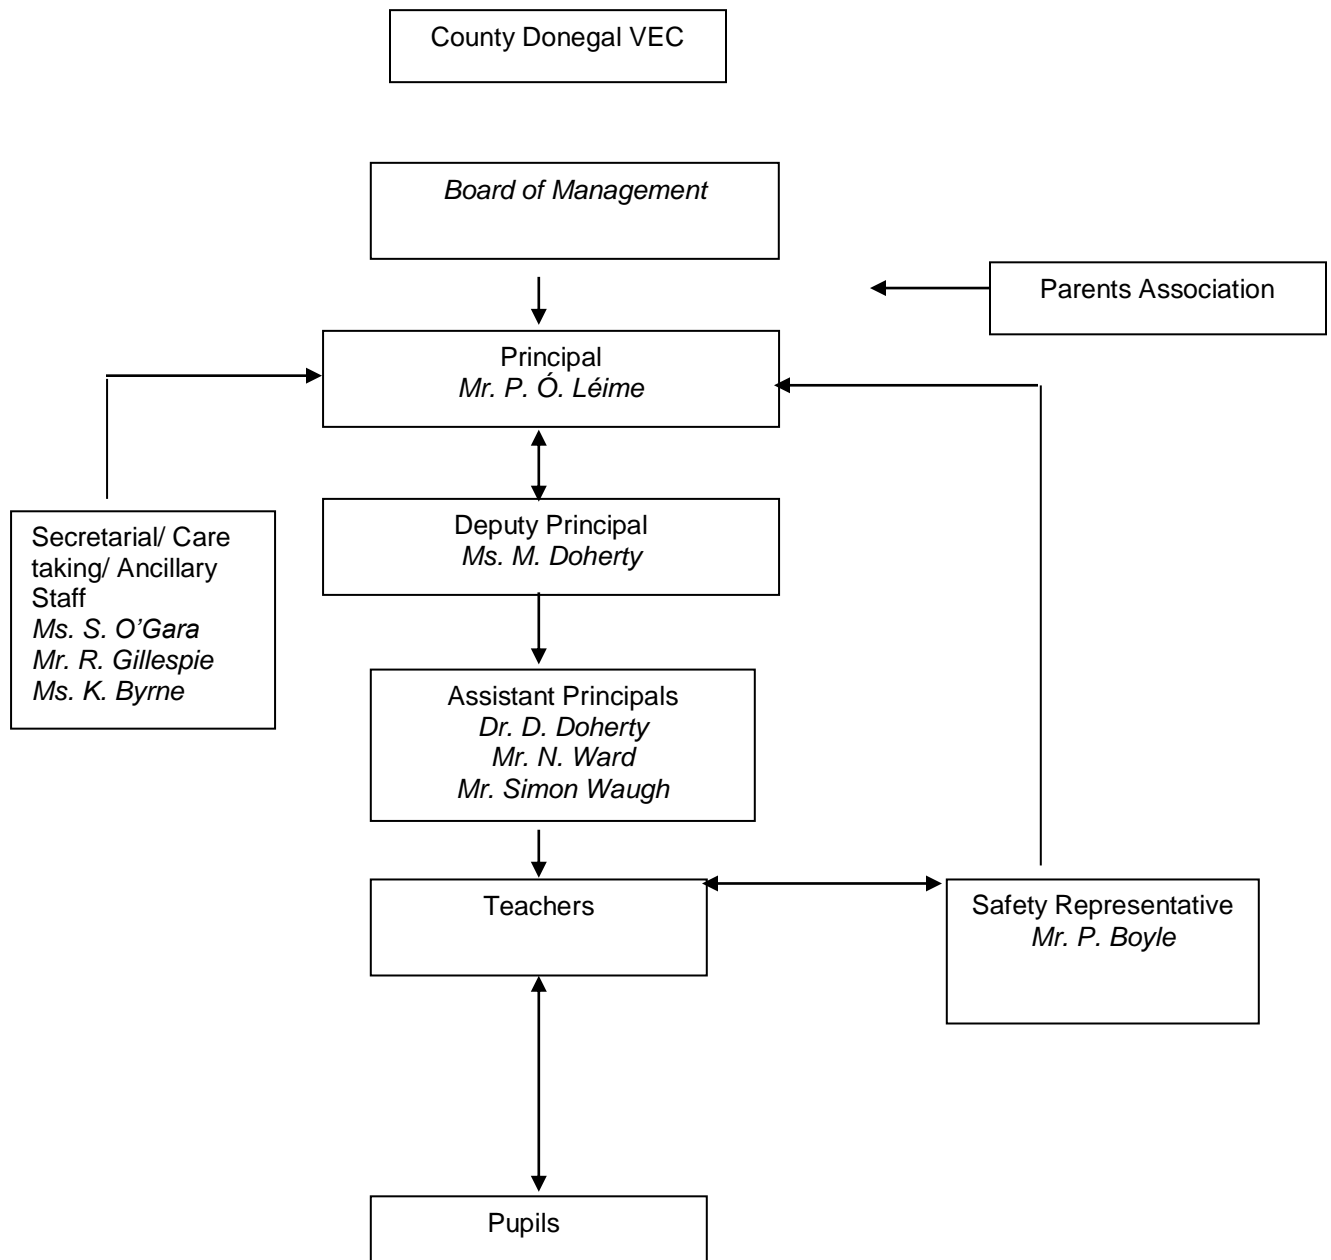 County Donegal VEC
Board of Management
Parents Association
Principal
Mr. P. Ó. Léime
Deputy Principal
Ms. M. Doherty
Secretarial/ Care
taking/ Ancillary
Staff
Ms. S. O’Gara
Mr. R. Gillespie
Ms. K. Byrne
Assistant Principals
Dr. D. Doherty
Mr. N. Ward
Mr. Simon Waugh
Teachers
Safety Representative
Mr. P. Boyle
Pupils